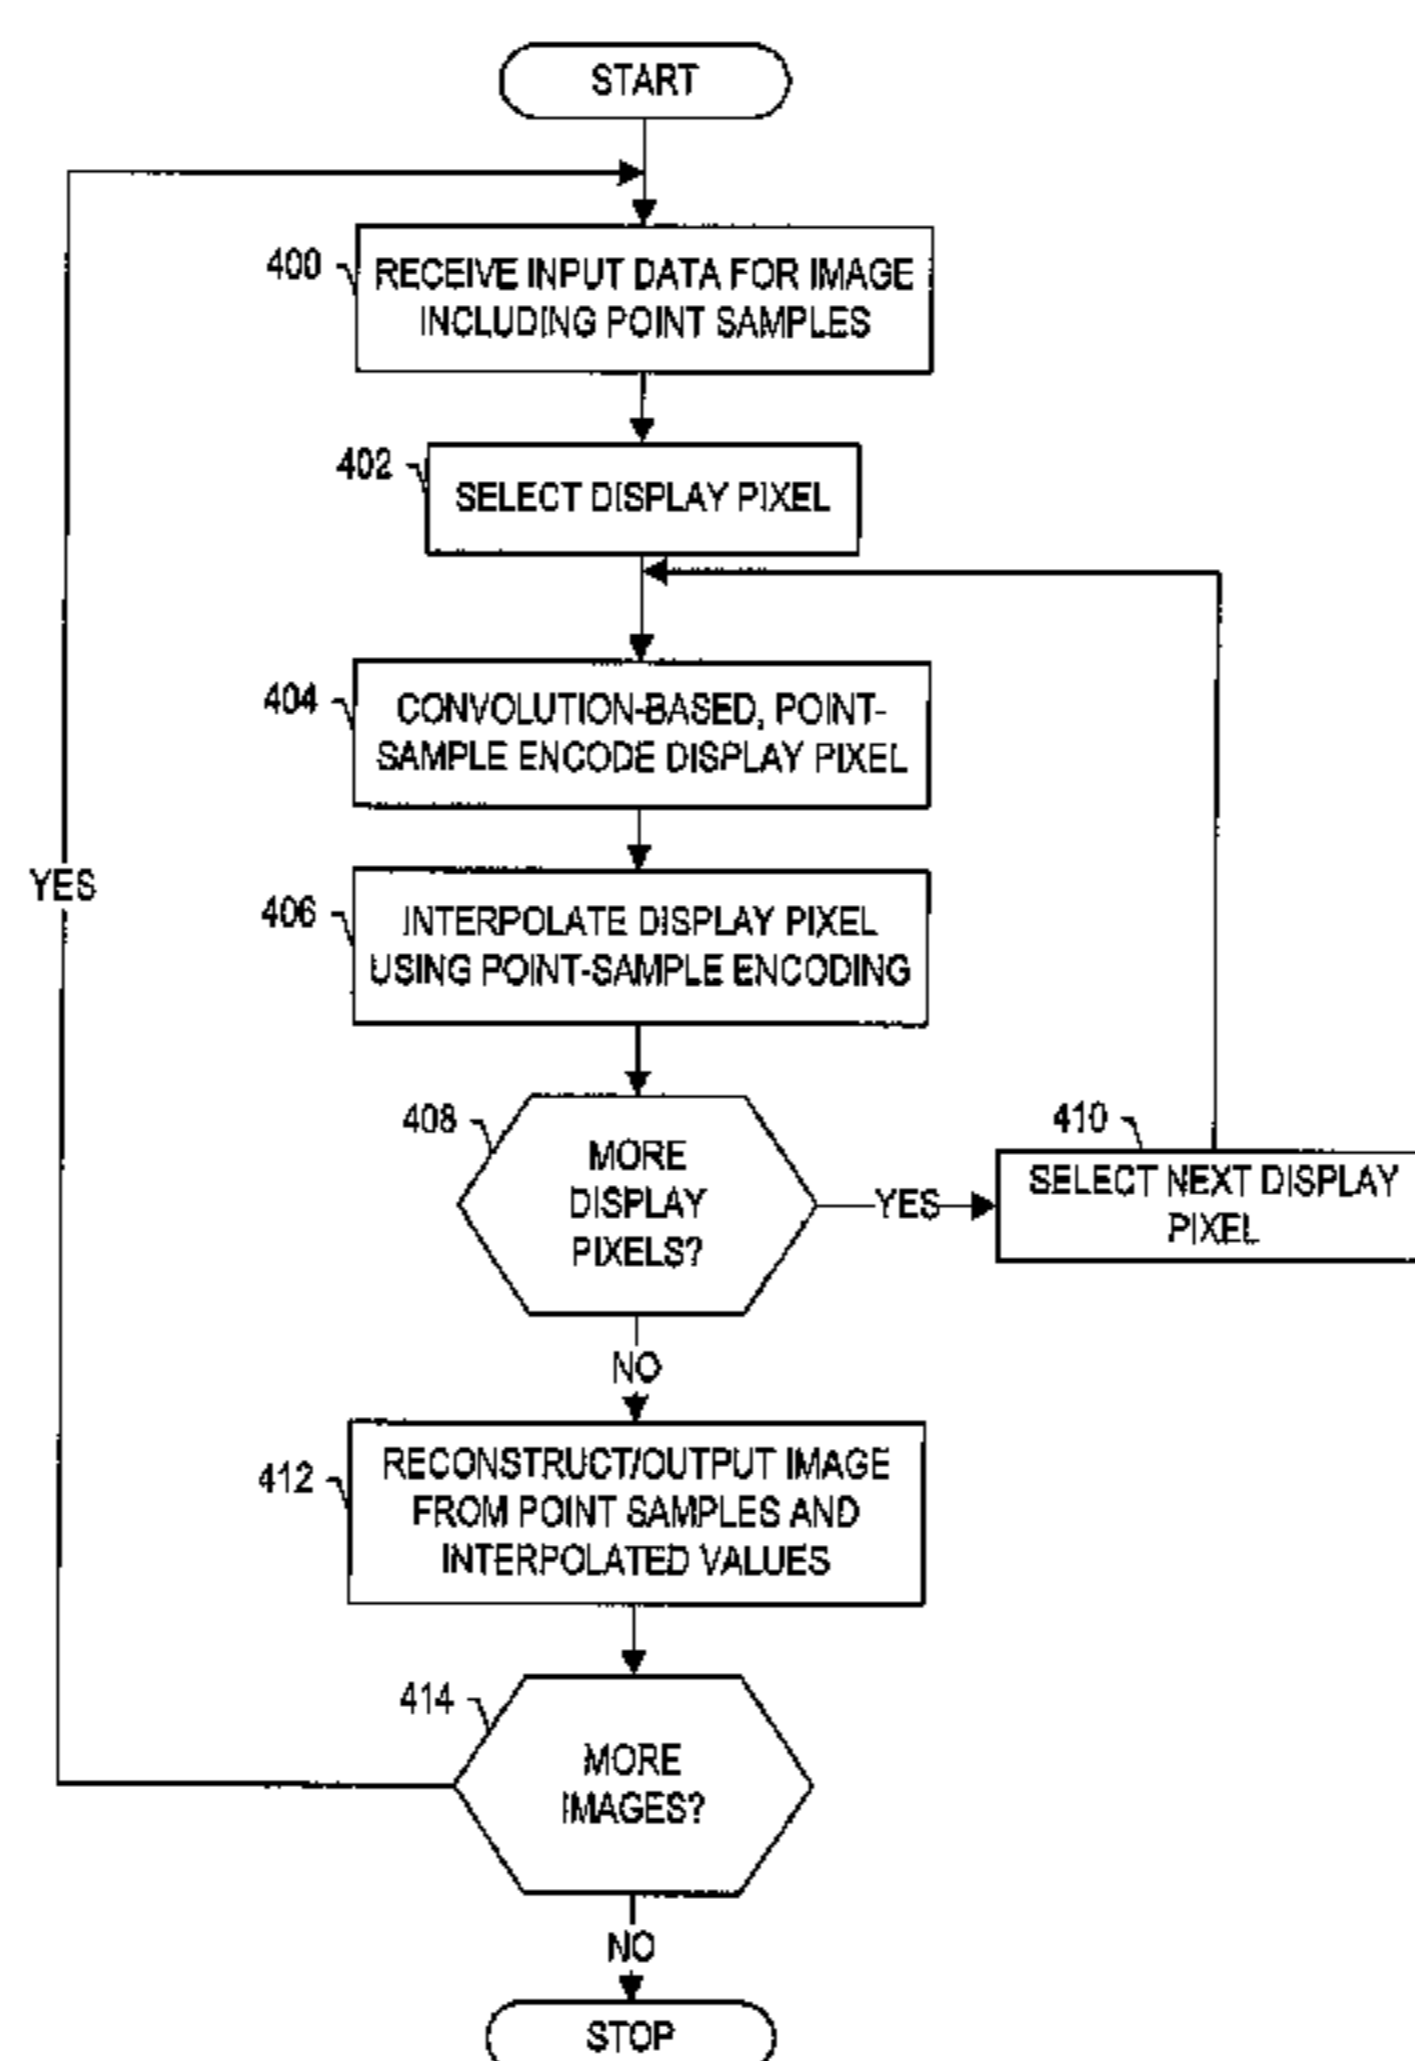 START
400
RECEIVE INPUT DATA FOR IMAGE
INCLUDING POINT SAMPLES
402
SELECT DISPLAY PIXEL
404
CONVOLUTION-BASED, POINT-
SAMPLE ENCODE DISPLAY PIXEL
YES
406
INTERPOLATE DISPLAY PIXEL
USING POINT-SAMPLE ENCODING
408
MORE
DISPLAY
PIXELS?
YES
410
SELECT NEXT DISPLAY
PIXEL
NO
412
RECONSTRUCT/OUTPUT IMAGE
FROM POINT SAMPLES AND
INTERPOLATED VALUES
414
MORE
IMAGES?
NO
STOP